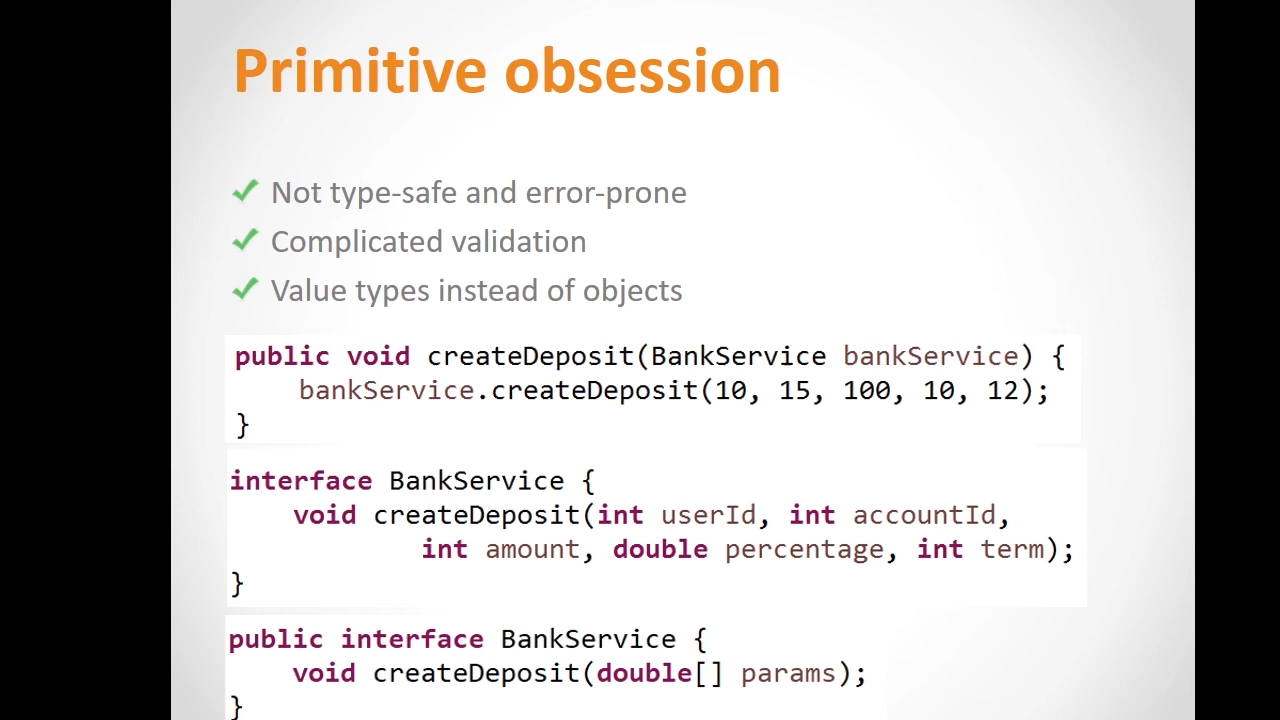 Primitive obsession
Not type-safe and error-prone
Complicated validation
Value types instead of objects
public void createDeposit(BankService bankService) {
    bankService.createDeposit(10, 15, 100, 10, 12);
}
interface BankService {
    void createDeposit(int userId, int accountId,
            int amount, double percentage, int term);
}
public interface BankService {
    void createDeposit(double[] params);
}